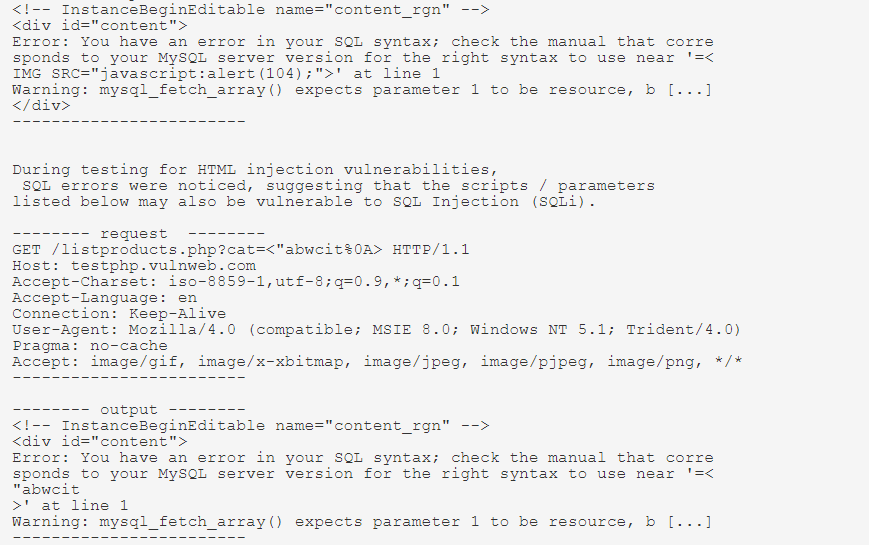 <!-- InstanceBeginEditable name="content_rgn" -->
<div id="content">
Error: You have an error in your SQL syntax; check the manual that corre
sponds to your MySQL server version for the right syntax to use near '=<
IMG SRC="javascript:alert(104);">' at line 1
Warning: mysql_fetch_array() expects parameter 1 to be resource, b [...]
</div>
------------------------
During testing for HTML injection vulnerabilities,
 SQL errors were noticed, suggesting that the scripts / parameters
listed below may also be vulnerable to SQL Injection (SQLi).
-------- request  --------
GET /listproducts.php?cat=<"abwcit%0A> HTTP/1.1
Host: testphp.vulnweb.com
Accept-Charset: iso-8859-1,utf-8;q=0.9,*;q=0.1
Accept-Language: en
Connection: Keep-Alive
User-Agent: Mozilla/4.0 (compatible; MSIE 8.0; Windows NT 5.1; Trident/4.0)
Pragma: no-cache
Accept: image/gif, image/x-xbitmap, image/jpeg, image/pjpeg, image/png, */*
------------------------
-------- output --------
<!-- InstanceBeginEditable name="content_rgn" -->
<div id="content">
Error: You have an error in your SQL syntax; check the manual that corre
sponds to your MySQL server version for the right syntax to use near '=<
"abwcit
>' at line 1
Warning: mysql_fetch_array() expects parameter 1 to be resource, b [...]
------------------------